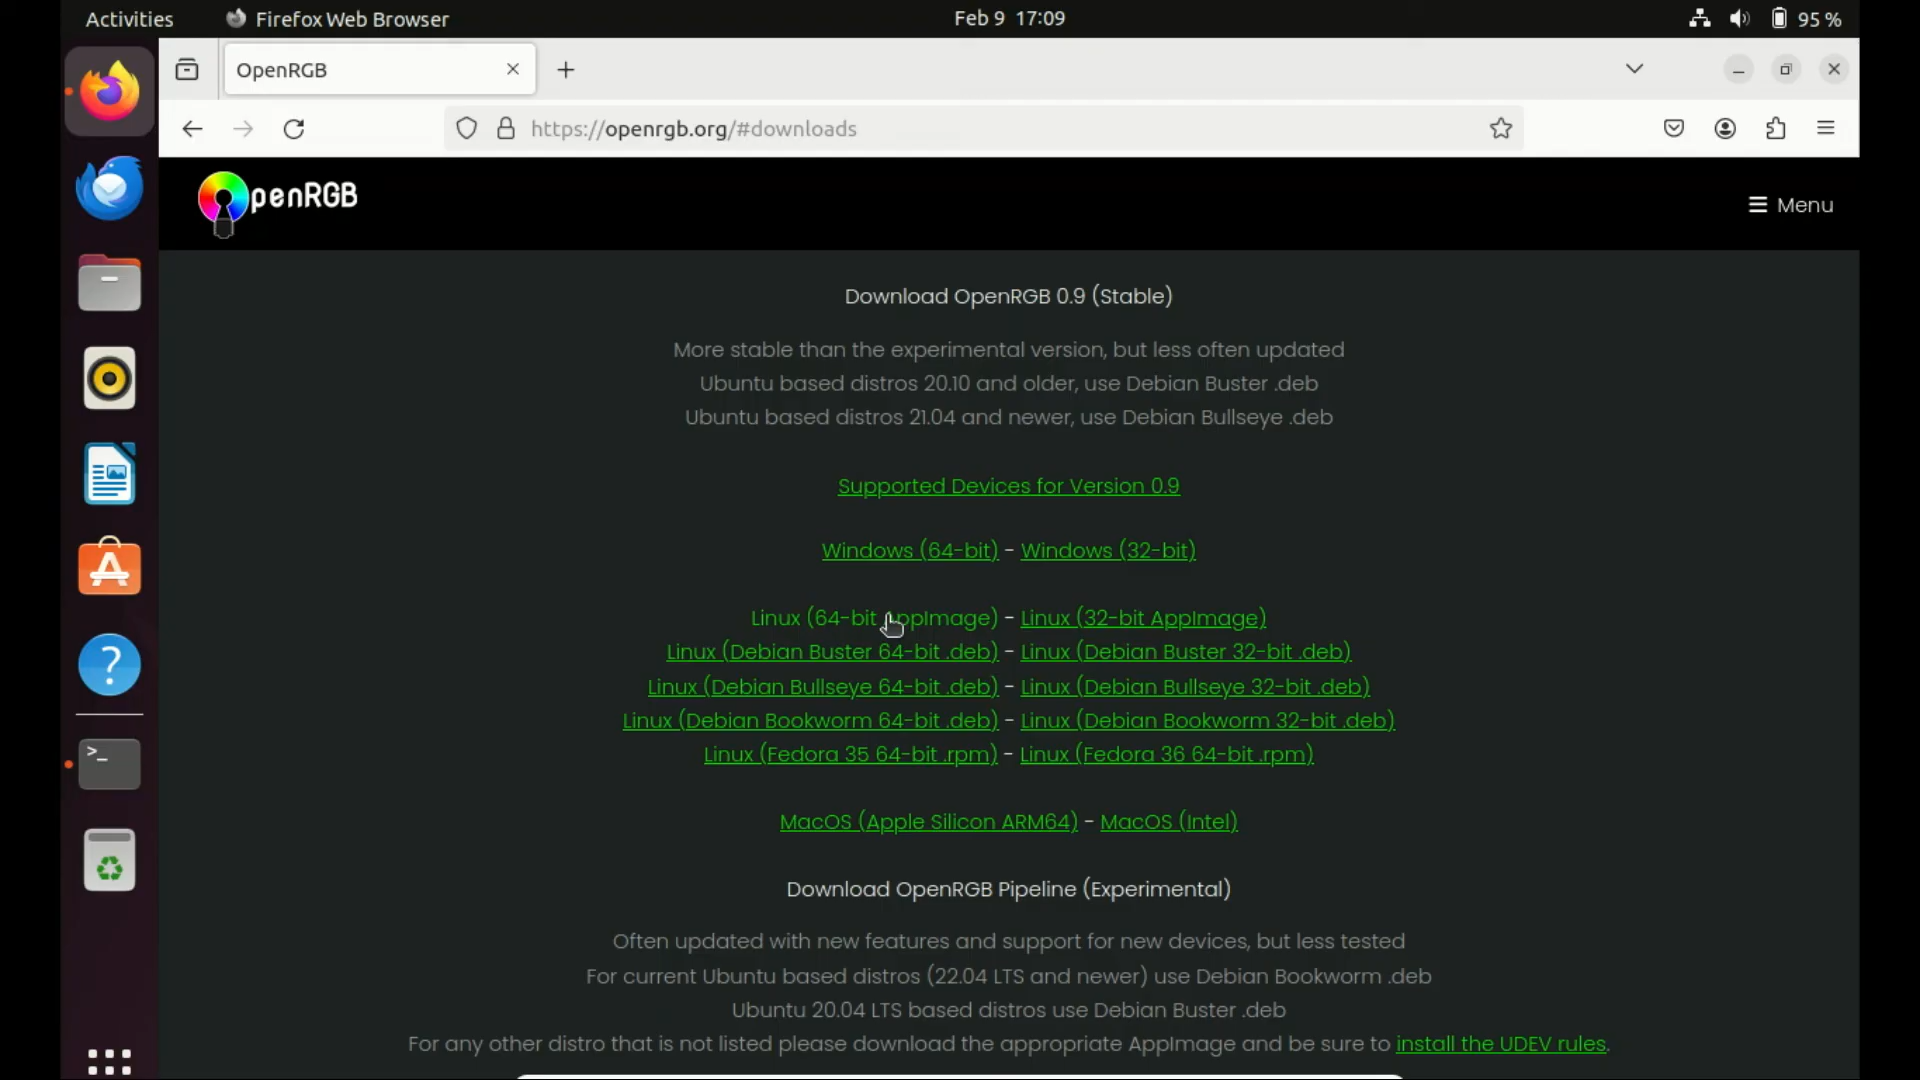 Activities Firefox Web Browser Feb 9 17:09 95 %
OpenRGB
https://openrgb.org/#downloads
penRGB Menu
Download OpenRGB 0.9 (Stable)
More stable than the experimental version, but less often updated
Ubuntu based distros 20.10 and older, use Debian Buster .deb
Ubuntu based distros 21.04 and newer, use Debian Bullseye .deb
Supported Devices for Version 0.9
Windows (64-bit) - Windows (32-bit)
Linux (64-bit AppImage) - Linux (32-bit AppImage)
Linux (Debian Buster 64-bit .deb) - Linux (Debian Buster 32-bit .deb)
Linux (Debian Bullseye 64-bit .deb) - Linux (Debian Bullseye 32-bit .deb)
Linux (Debian Bookworm 64-bit .deb) - Linux (Debian Bookworm 32-bit .deb)
Linux (Fedora 35 64-bit .rpm) - Linux (Fedora 36 64-bit .rpm)
MacOS (Apple Silicon ARM64) - MacOS (Intel)
Download OpenRGB Pipeline (Experimental)
Often updated with new features and support for new devices, but less tested
For current Ubuntu based distros (22.04 LTS and newer) use Debian Bookworm .deb
Ubuntu 20.04 LTS based distros use Debian Buster .deb
For any other distro that is not listed please download the appropriate AppImage and be sure to install the UDEV rules.